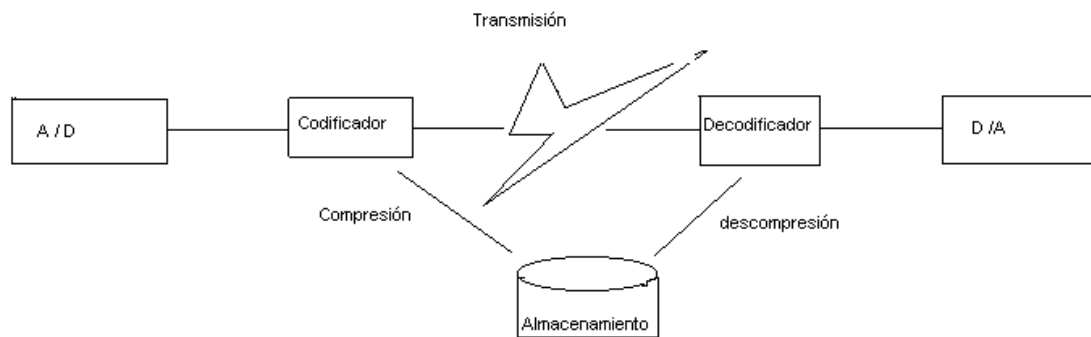 Transmisión
A / D
Codificador
Decodificador
D /A
Compresión
descompresión
Almacenamiento